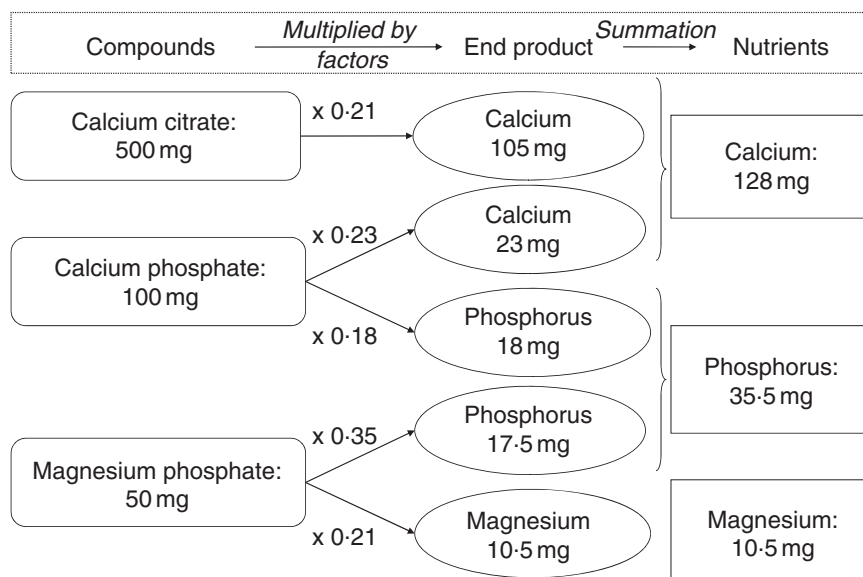 Compounds
Multiplied by
factors
End product
Summation
Nutrients
Calcium citrate:
500 mg
x 0·21
Calcium
105 mg
Calcium:
128 mg
Calcium phosphate:
100 mg
x 0·23
Calcium
23 mg
x 0·18
Phosphorus
18 mg
Phosphorus:
35·5 mg
Magnesium phosphate:
50 mg
x 0·35
Phosphorus
17·5 mg
x 0·21
Magnesium
10·5 mg
Magnesium:
10·5 mg